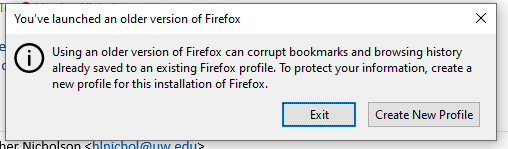 You've launched an older version of Firefox
Using an older version of Firefox can corrupt bookmarks and browsing history
already saved to an existing Firefox profile. To protect your information, create a
new profile for this installation of Firefox.
Exit Create New Profile
her Nicholson <hlnichol@uw.edu>